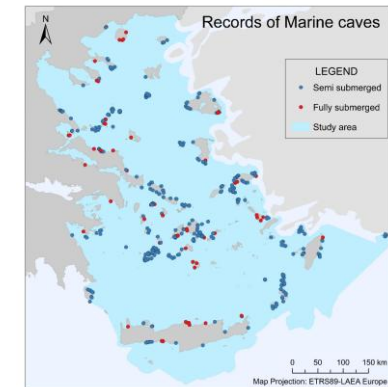 Records of Marine caves
N
LEGEND
Semi submerged
Fully submerged
Study area
0 50 100 150 km
Map Projection: ETRS89-LAEA Europe